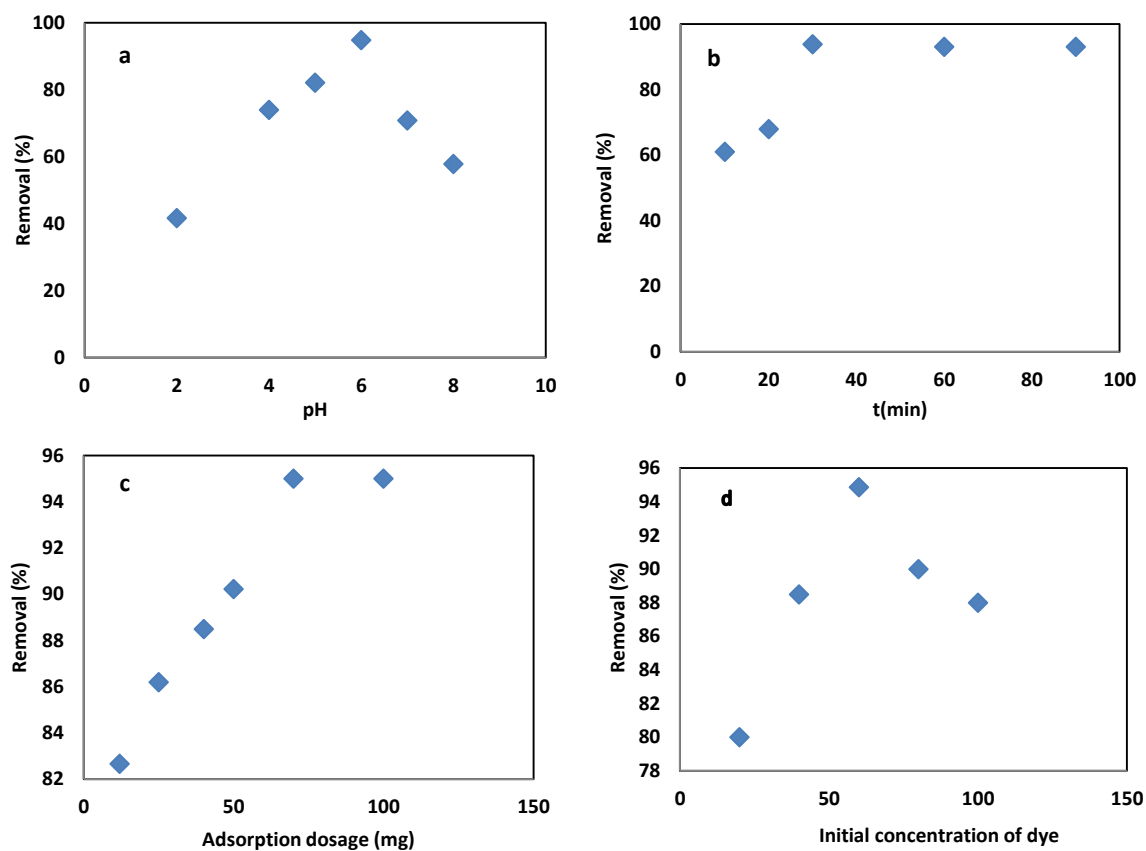 a
Removal (%)
100
80
60
40
20
0
0 2 4 6 8 10
pH
b
Removal (%)
100
80
60
40
20
0
0 20 40 60 80 100
t(min)
c
Removal (%)
96
94
92
90
88
86
84
82
0 50 100 150
Adsorption dosage (mg)
d
Removal (%)
96
94
92
90
88
86
84
82
80
78
0 50 100 150
Initial concentration of dye